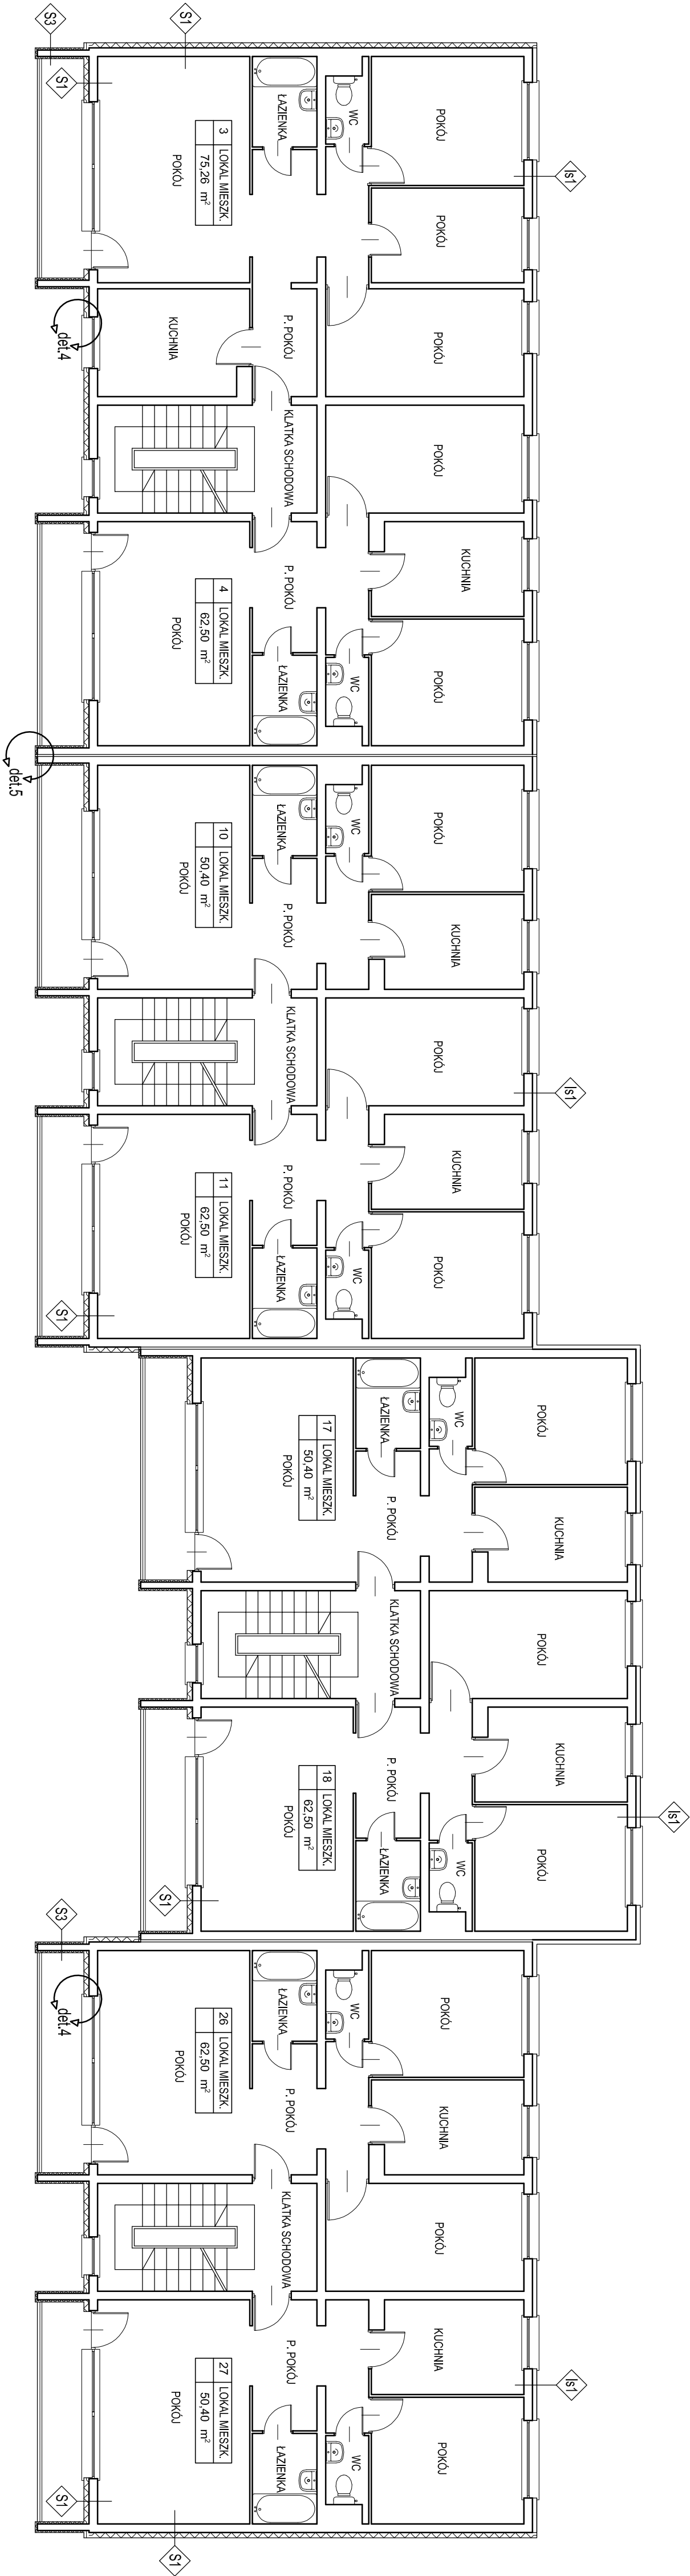 S3
S1
S1
Is1
POKÓJ
WC
ŁAZIENKA
3 LOKAL MIESZK.
75,26 m²
POKÓJ
POKÓJ
POKÓJ
P. POKÓJ
KUCHNIA
det.4
POKÓJ
KLATKA SCHODOWA
KUCHNIA
P. POKÓJ
4 LOKAL MIESZK.
62,50 m²
POKÓJ
POKÓJ
WC
ŁAZIENKA
det.5
POKÓJ
WC
ŁAZIENKA
10 LOKAL MIESZK.
50,40 m²
POKÓJ
KUCHNIA
P. POKÓJ
POKÓJ
KLATKA SCHODOWA
Is1
KUCHNIA
P. POKÓJ
11 LOKAL MIESZK.
62,50 m²
POKÓJ
POKÓJ
WC
ŁAZIENKA
S1
POKÓJ
WC
ŁAZIENKA
17 LOKAL MIESZK.
50,40 m²
POKÓJ
KUCHNIA
P. POKÓJ
POKÓJ
KLATKA SCHODOWA
KUCHNIA
P. POKÓJ
18 LOKAL MIESZK.
62,50 m²
POKÓJ
POKÓJ
Is1
WC
ŁAZIENKA
S1
S3
det.4
POKÓJ
WC
ŁAZIENKA
26 LOKAL MIESZK.
62,50 m²
POKÓJ
KUCHNIA
P. POKÓJ
POKÓJ
KLATKA SCHODOWA
KUCHNIA
Is1
P. POKÓJ
27 LOKAL MIESZK.
50,40 m²
POKÓJ
POKÓJ
WC
ŁAZIENKA
S1
S1